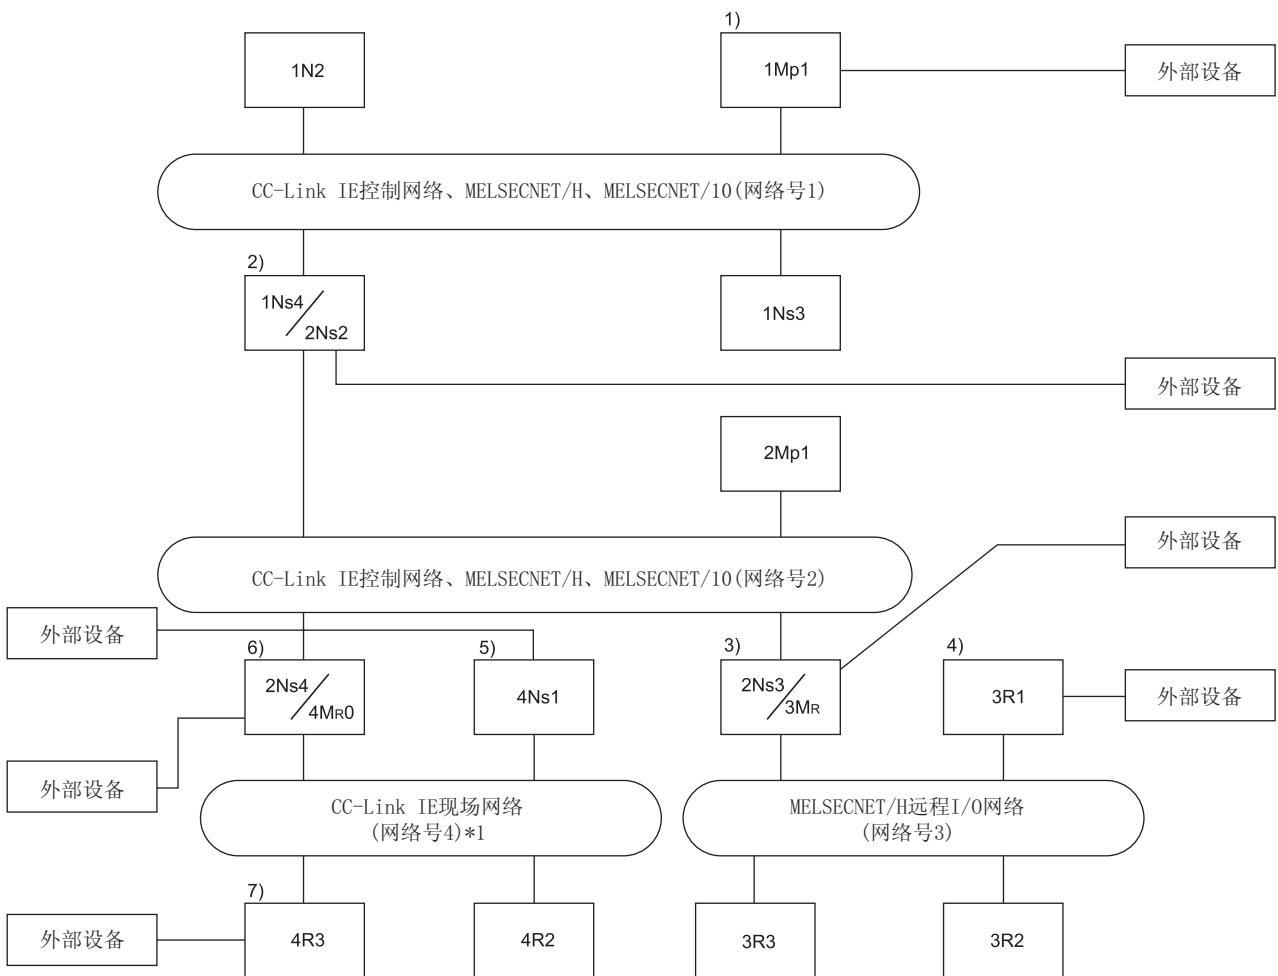 1)
1N2
1Mp1
外部设备
CC-Link IE控制网络、MELSECNET/H、MELSECNET/10(网络号1)
2)
1Ns4
2Ns2
1Ns3
外部设备
2Mp1
外部设备
CC-Link IE控制网络、MELSECNET/H、MELSECNET/10(网络号2)
外部设备
6)
5)
3)
4)
2Ns4
4MR0
4Ns1
2Ns3
3MR
3R1
外部设备
外部设备
CC-Link IE现场网络
(网络号4)*1
MELSECNET/H远程I/O网络
(网络号3)
7)
外部设备
4R3
4R2
3R3
3R2